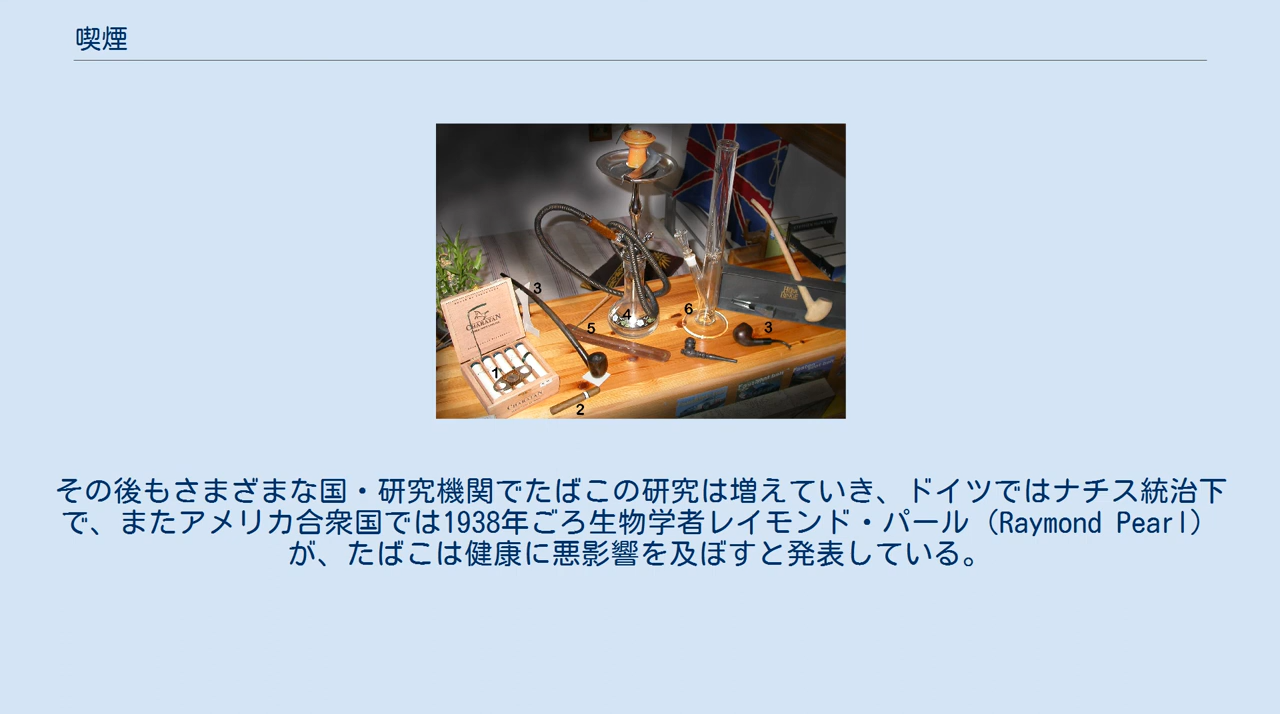 喫煙
CHARATAN
CHARATAN
1
2
3
4
5
6
3
その後もさまざまな国・研究機関でたばこの研究は増えていき、ドイツではナチス統治下
で、またアメリカ合衆国では1938年ごろ生物学者レイモンド・パール（Raymond Pearl）
が、たばこは健康に悪影響を及ぼすと発表している。